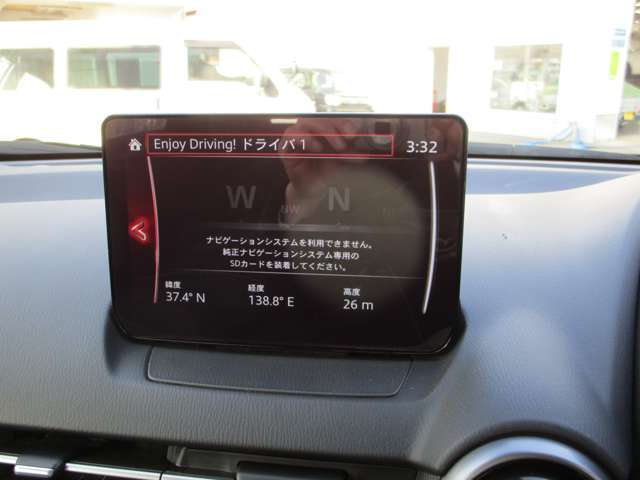 Enjoy Driving! ドライバ 1 3:32
W NW N
ナビゲーションシステムを利用できません。
純正ナビゲーションシステム専用の
SDカードを装着してください。
緯度 経度 高度
37.4° N 138.8° E 26 m